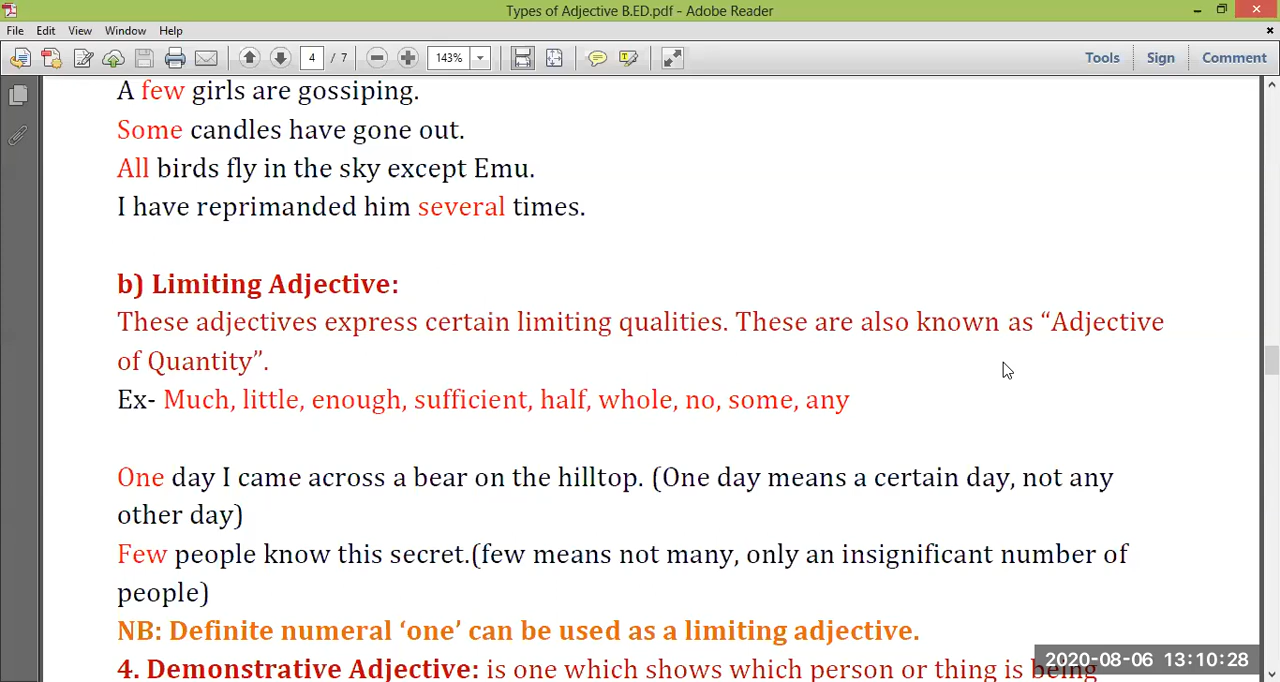 Types of Adjective B.ED.pdf - Adobe Reader
File Edit View Window Help
4 / 7 143% Tools Sign Comment
A few girls are gossiping.
Some candles have gone out.
All birds fly in the sky except Emu.
I have reprimanded him several times.
b) Limiting Adjective:
These adjectives express certain limiting qualities. These are also known as “Adjective
of Quantity”.
Ex- Much, little, enough, sufficient, half, whole, no, some, any
One day I came across a bear on the hilltop. (One day means a certain day, not any
other day)
Few people know this secret.(few means not many, only an insignificant number of
people)
NB: Definite numeral ‘one’ can be used as a limiting adjective.
4. Demonstrative Adjective: is one which shows which person or thing is being
2020-08-06 13:10:28